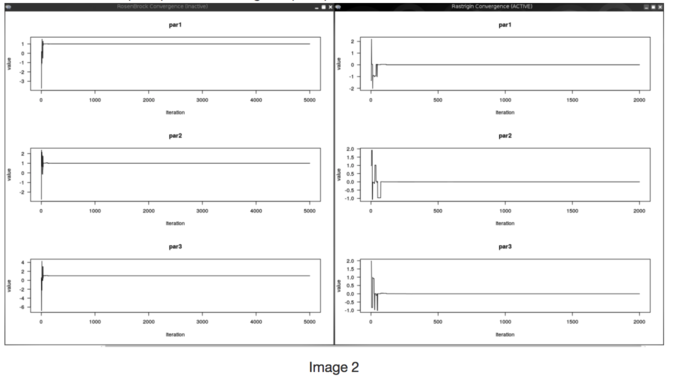 Rosenbrock Convergence (inactive)
par1
value
1
0
-1
-2
-3
0 1000 2000 3000 4000 5000
Iteration
par2
value
2
1
0
-2
0 1000 2000 3000 4000 5000
Iteration
par3
value
4
2
0
-2
-4
-6
0 1000 2000 3000 4000 5000
Iteration
Rastrigin Convergence (ACTIVE)
par1
value
2
1
0
-1
-2
0 500 1000 1500 2000
Iteration
par2
value
2.0
1.5
1.0
0.5
0.0
-0.5
-1.0
0 500 1000 1500 2000
Iteration
par3
value
2.0
1.5
1.0
0.5
0.0
-0.5
-1.0
0 500 1000 1500 2000
Iteration
Image 2